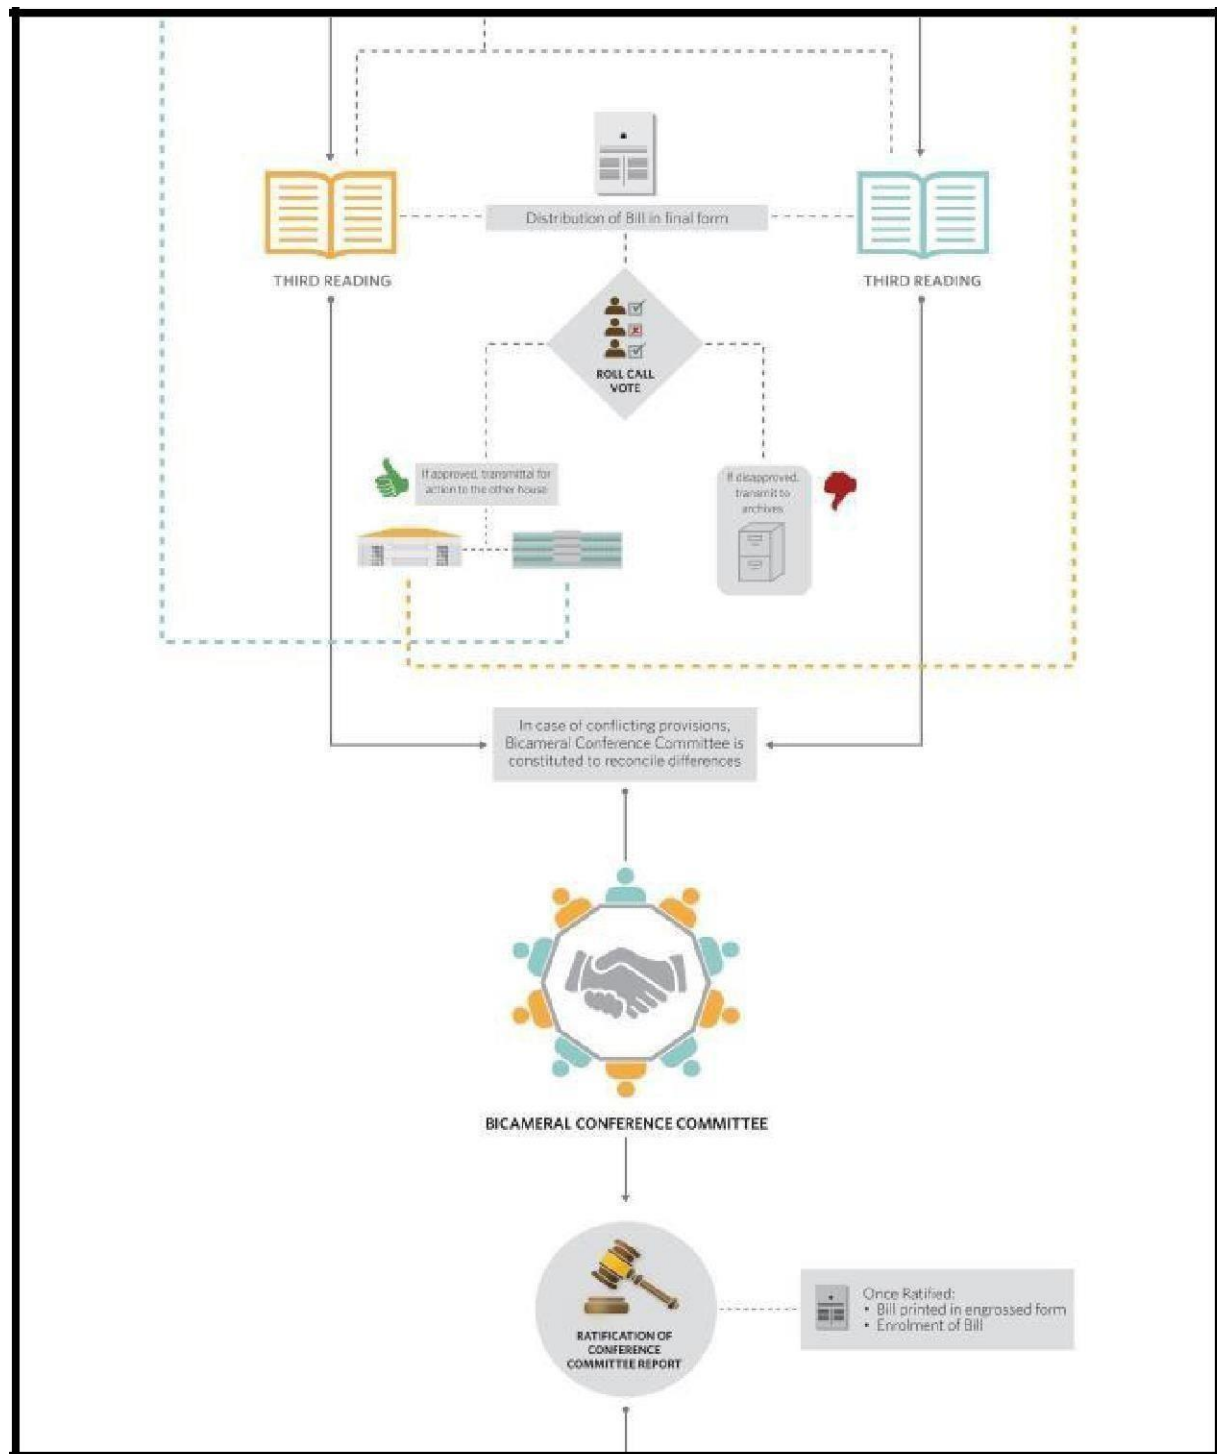 Distribution of Bill in final form
THIRD READING
THIRD READING
ROLL CALL
VOTE
If approved, transmittal for
action to the other house
If disapproved,
transmit to
archives
In case of conflicting provisions,
Bicameral Conference Committee is
constituted to reconcile differences
BICAMERAL CONFERENCE COMMITTEE
RATIFICATION OF
CONFERENCE
COMMITTEE REPORT
Once Ratified:
• Bill printed in engrossed form
• Enrolment of Bill